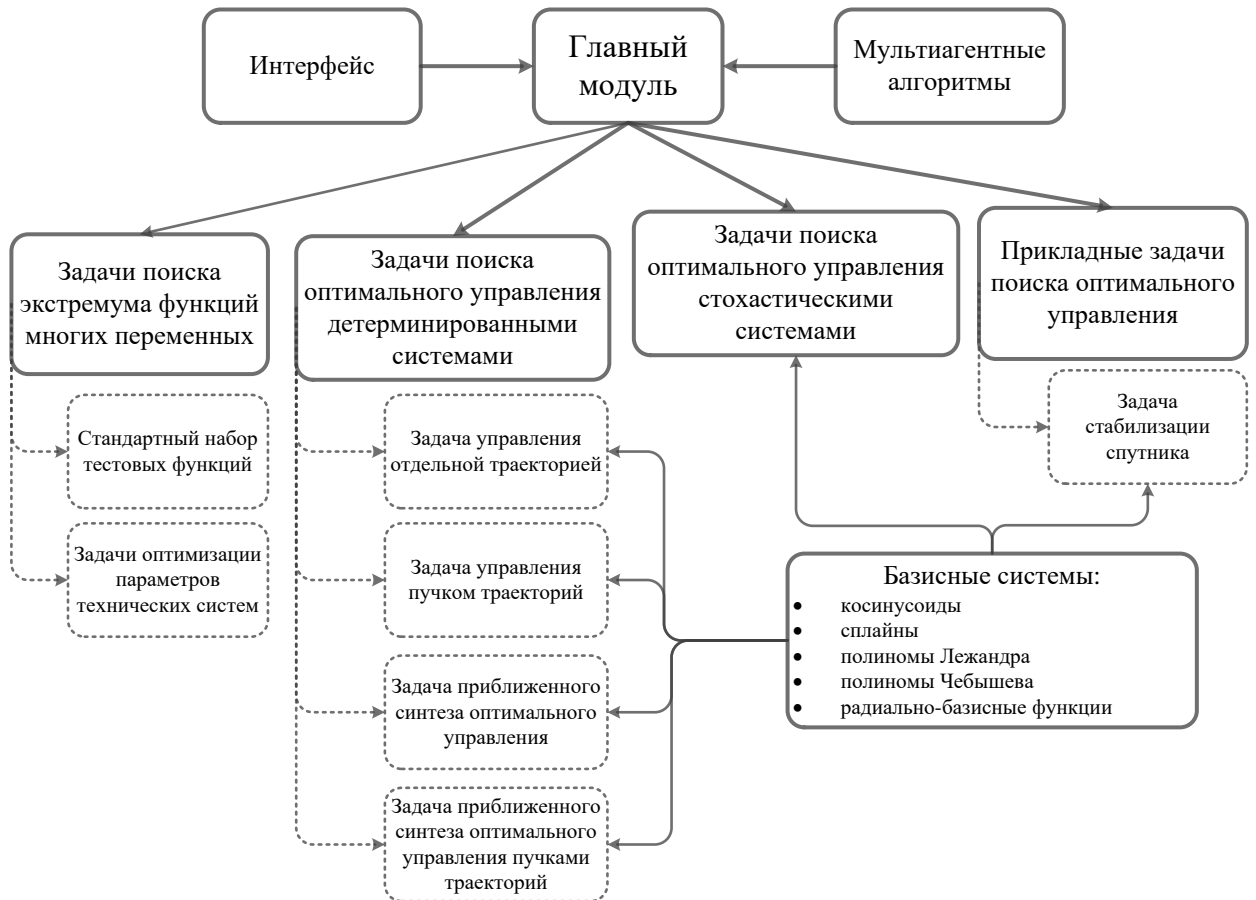 Интерфейс
Главный
модуль
Мультиагентные
алгоритмы
Задачи поиска
экстремума функций
многих переменных
Задачи поиска
оптимального управления
детерминированными
системами
Задачи поиска
оптимального управления
стохастическими
системами
Прикладные задачи
поиска оптимального
управления
Стандартный набор
тестовых функций
Задачи оптимизации
параметров
технических систем
Задача управления
отдельной траекторией
Задача управления
пучком траекторий
Задача приближенного
синтеза оптимального
управления
Задача приближенного
синтеза оптимального
управления пучками
траекторий
Задача
стабилизации
спутника
Базисные системы:
• косинусоиды
• сплайны
• полиномы Лежандра
• полиномы Чебышева
• радиально-базисные функции